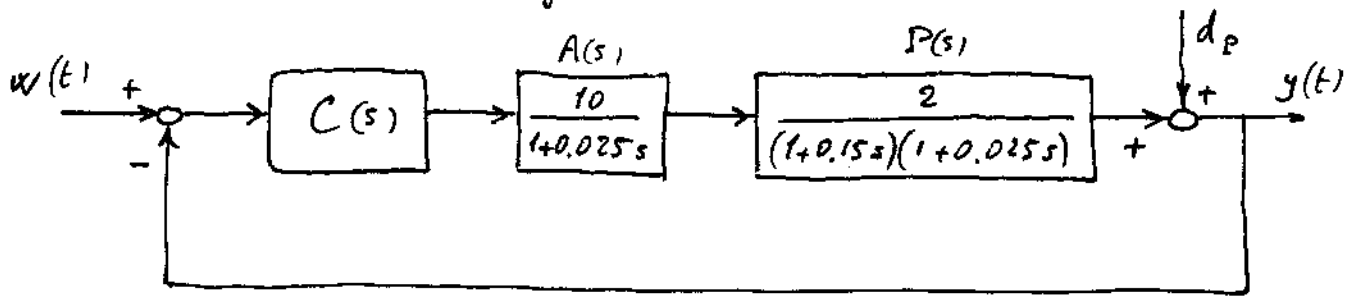 w(t) + - C(s)
A(s)
10
1+0.025s
P(s)
2
(1+0.15s)(1+0.025s)
d_p
+ +
y(t)